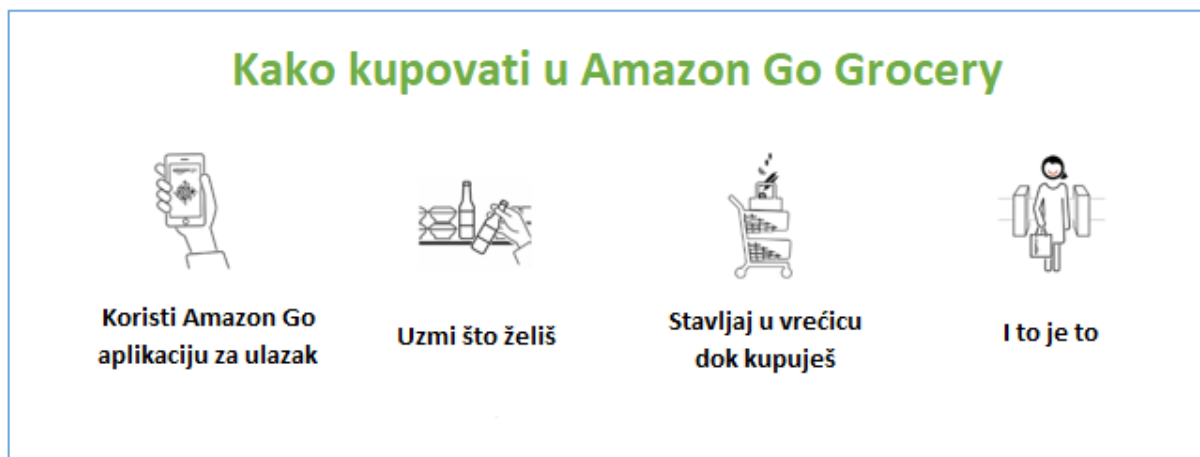 Kako kupovati u Amazon Go Grocery
Koristi Amazon Go
aplikaciju za ulazak
Uzmi što želiš
Stavljaj u vrećicu
dok kupuješ
I to je to